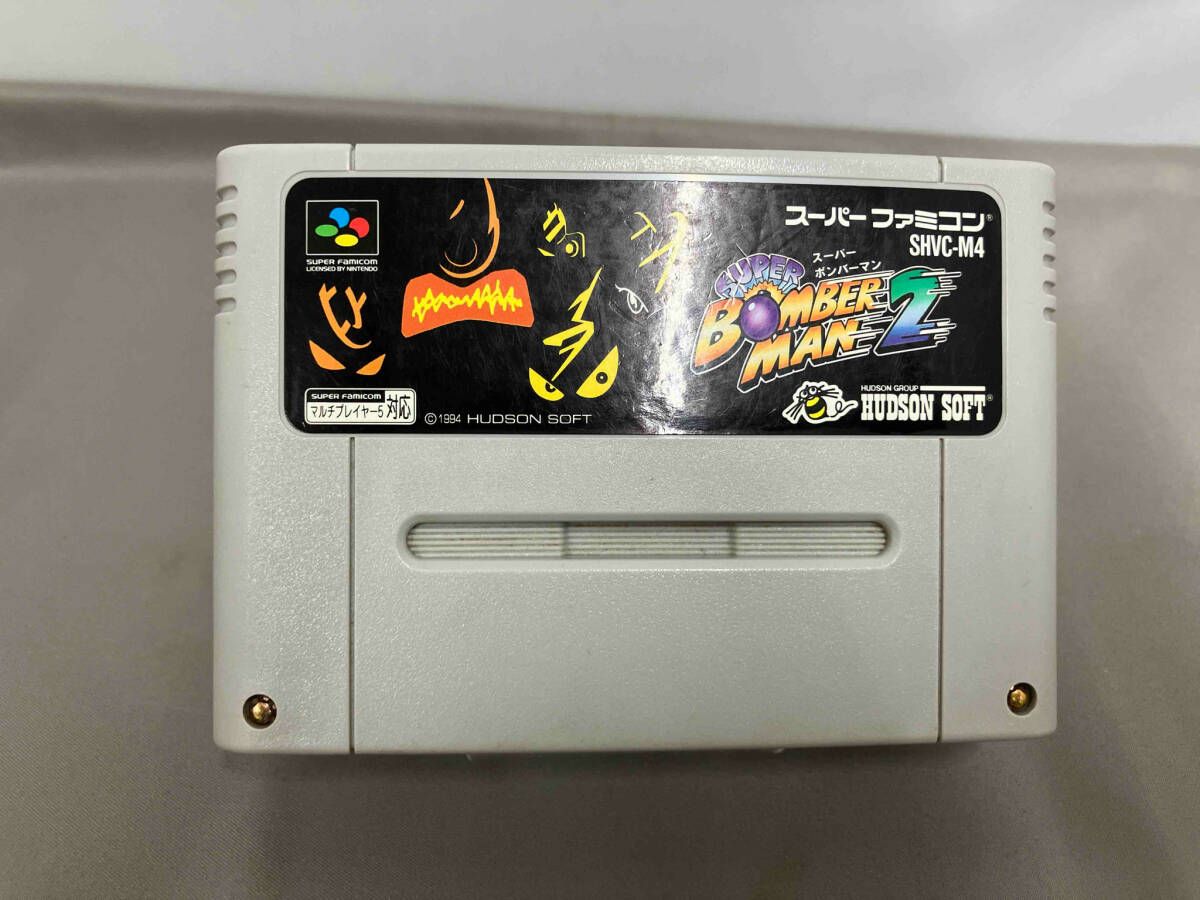 SUPER FAMICOM
LICENSED BY NINTENDO
SUPER FAMICOM
マルチプレイヤー5 対応
©1994 HUDSON SOFT
スーパーファミコン®
SHVC-M4
スーパー
ボンバーマン
SUPER
BOMBER
MAN 2
HUDSON GROUP
HUDSON SOFT®